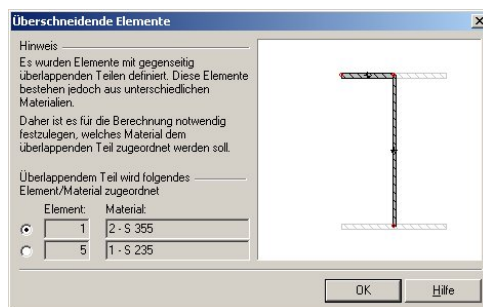 Überschneidende Elemente
Hinweis
Es wurden Elemente mit gegenseitig
überlappenden Teilen definiert. Diese Elemente
bestehen jedoch aus unterschiedlichen
Materialien.
Daher ist es für die Berechnung notwendig
festzulegen, welches Material dem
überlappenden Teil zugeordnet werden soll.
Überlappendem Teil wird folgendes
Element/Material zugeordnet
Element: Material:
1 2 - S 355
5 1 - S 235
OK Hilfe